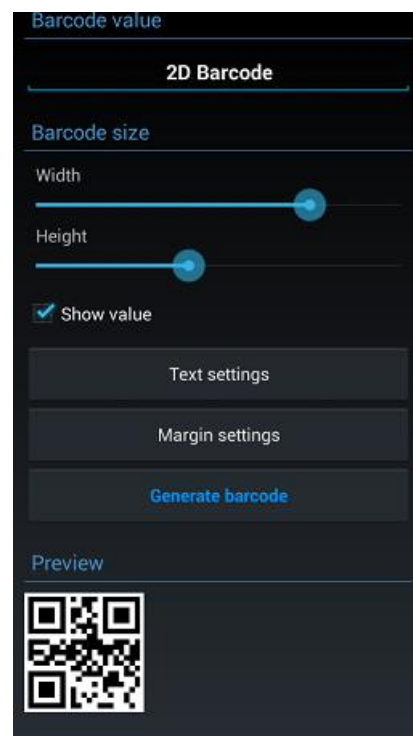 Barcode value
2D Barcode
Barcode size
Width
Height
Show value
Text settings
Margin settings
Generate barcode
Preview